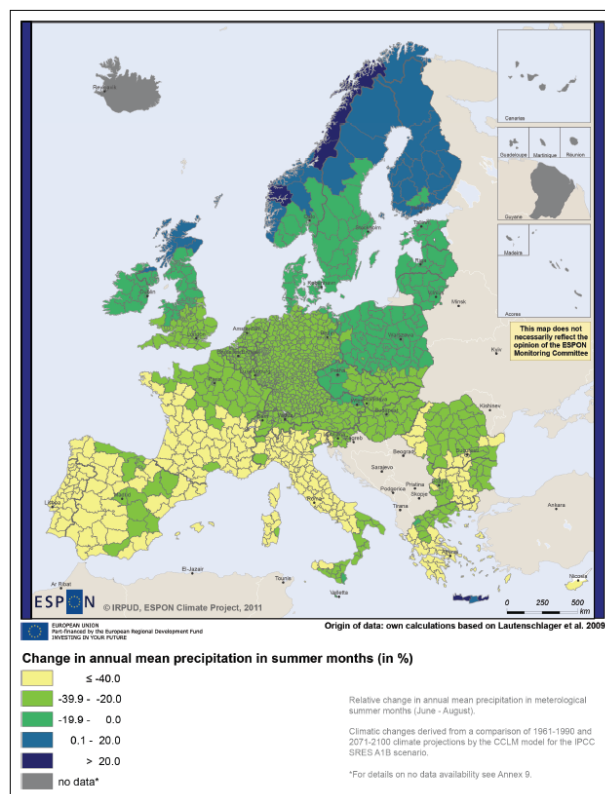 Reykjavik
Canarias
Guadeloupe Martinique Réunion
Guyane
Madeira
Acores
This map does not
necessarily reflect the
opinion of the ESPON
Monitoring Committee
Minsk
Kyiv
Kishinev
Zagreb
Beograd
Sarajevo
Podgorica
Pristina
Skopje
Tirana
Roma
Ankara
Nicosia
El-Jazair
Tounis
Ar Ribat
Valletta
ESPON
© IRPUD, ESPON Climate Project, 2011
0 250 500
km
EUROPEAN UNION
Part-financed by the European Regional Development Fund
INVESTING IN YOUR FUTURE
Origin of data: own calculations based on Lautenschlager et al. 2009
Change in annual mean precipitation in summer months (in %)
≤ -40.0
-39.9 - -20.0
-19.9 - 0.0
0.1 - 20.0
> 20.0
no data*
Relative change in annual mean precipitation in meterological
summer months (June - August).
Climatic changes derived from a comparison of 1961-1990 and
2071-2100 climate projections by the CCLM model for the IPCC
SRES A1B scenario.
*For details on no data availability see Annex 9.